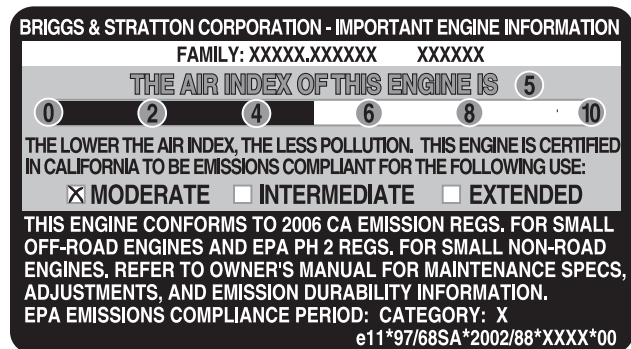 BRIGGS & STRATTON CORPORATION - IMPORTANT ENGINE INFORMATION
FAMILY: XXXXX.XXXXXX XXXXXX
THE AIR INDEX OF THIS ENGINE IS 5
0 2 4 6 8 10
THE LOWER THE AIR INDEX, THE LESS POLLUTION. THIS ENGINE IS CERTIFIED
IN CALIFORNIA TO BE EMISSIONS COMPLIANT FOR THE FOLLOWING USE:
☒ MODERATE ☐ INTERMEDIATE ☐ EXTENDED
THIS ENGINE CONFORMS TO 2006 CA EMISSION REGS. FOR SMALL
OFF-ROAD ENGINES AND EPA PH 2 REGS. FOR SMALL NON-ROAD
ENGINES. REFER TO OWNER'S MANUAL FOR MAINTENANCE SPECS,
ADJUSTMENTS, AND EMISSION DURABILITY INFORMATION.
EPA EMISSIONS COMPLIANCE PERIOD: CATEGORY: X
e11*97/68SA*2002/88*XXXX*00